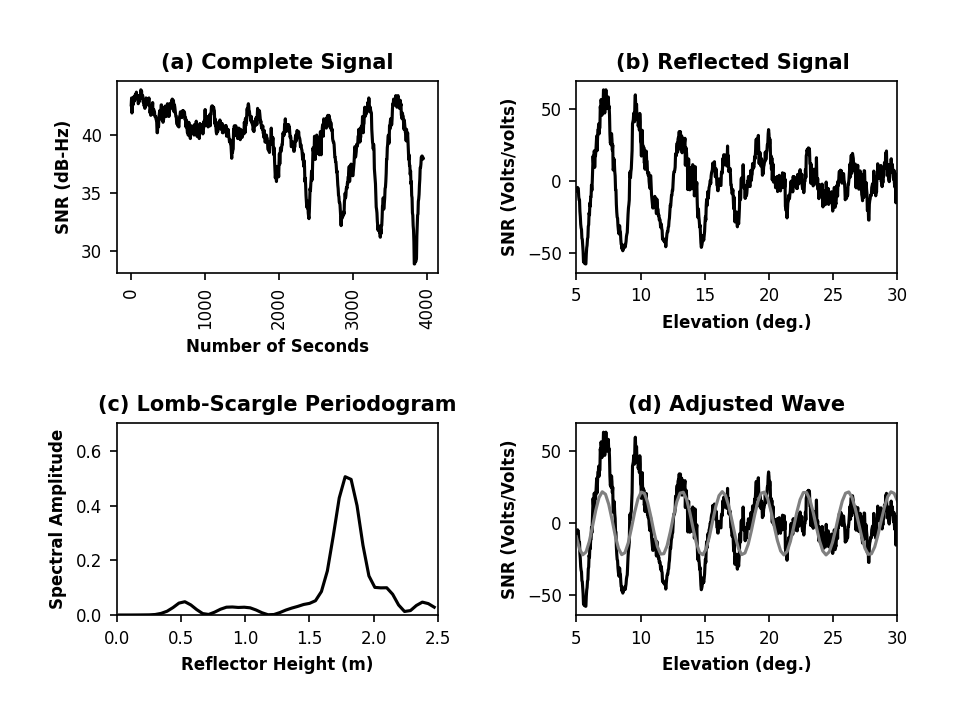 (a) Complete Signal
SNR (dB-Hz)
40
35
30
0
1000
2000
3000
4000
Number of Seconds
(b) Reflected Signal
SNR (Volts/volts)
50
0
−50
5 10 15 20 25 30
Elevation (deg.)
(c) Lomb-Scargle Periodogram
Spectral Amplitude
0.6
0.4
0.2
0.0
0.0 0.5 1.0 1.5 2.0 2.5
Reflector Height (m)
(d) Adjusted Wave
SNR (Volts/Volts)
50
0
−50
5 10 15 20 25 30
Elevation (deg.)